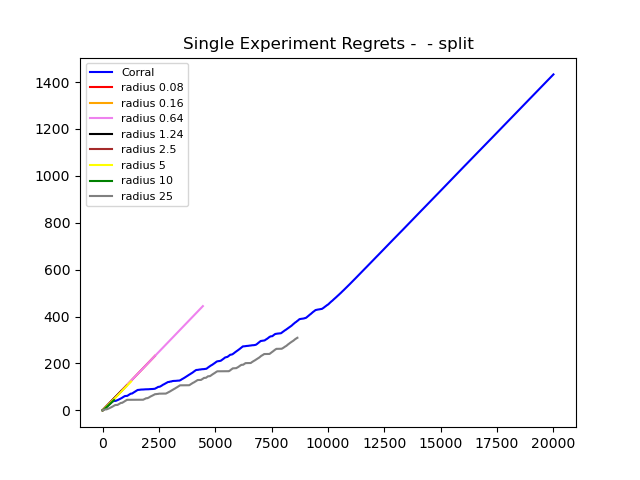 Single Experiment Regrets -  - split
Corral
radius 0.08
radius 0.16
radius 0.64
radius 1.24
radius 2.5
radius 5
radius 10
radius 25
1400
1200
1000
800
600
400
200
0
0 2500 5000 7500 10000 12500 15000 17500 20000